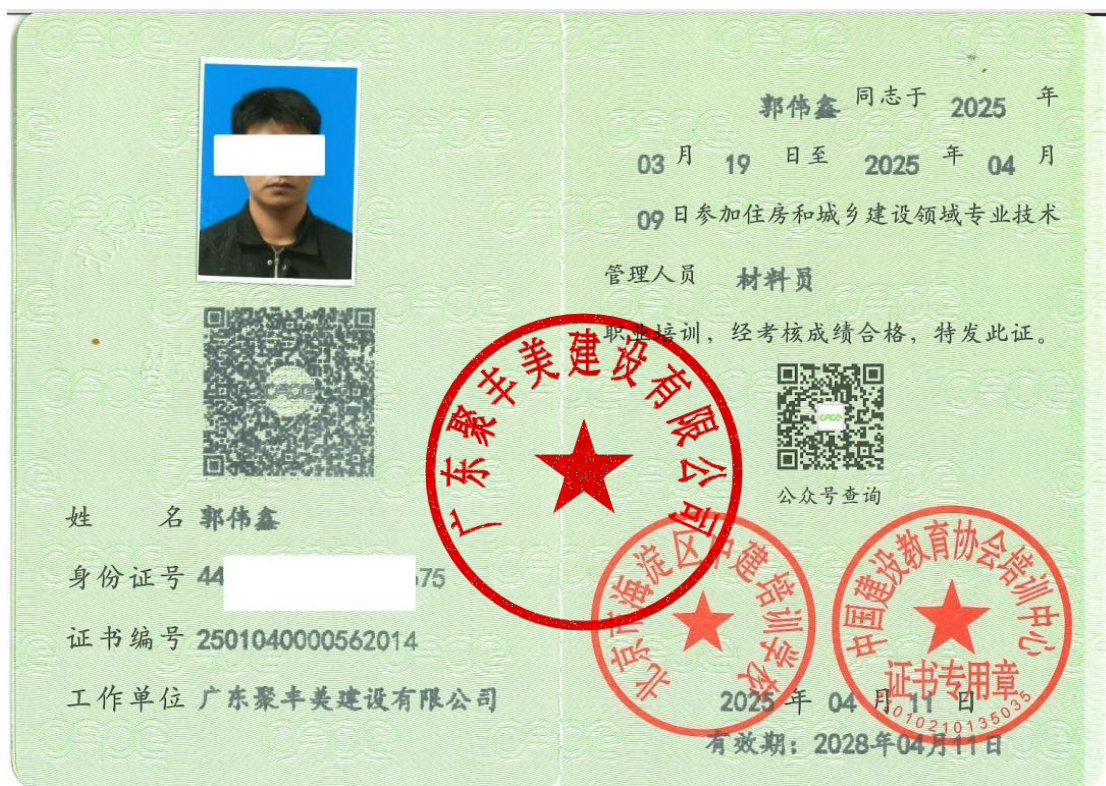 姓 名 郭伟鑫
身份证号 44 675
证书编号 2501040000562014
工作单位 广东聚丰美建设有限公司
郭伟鑫 同志于 2025 年
03 月 19 日至 2025 年 04 月
09 日参加住房和城乡建设领域专业技术
管理人员 材料员
职业培训，经考核成绩合格，特发此证。
公众号查询
广东聚丰美建设有限公司
北京市海淀区中建培训学校
中国建设教育协会培训中心
证书专用章
1010210135035
2025 年 04 月 11 日
有效期：2028年04月11日